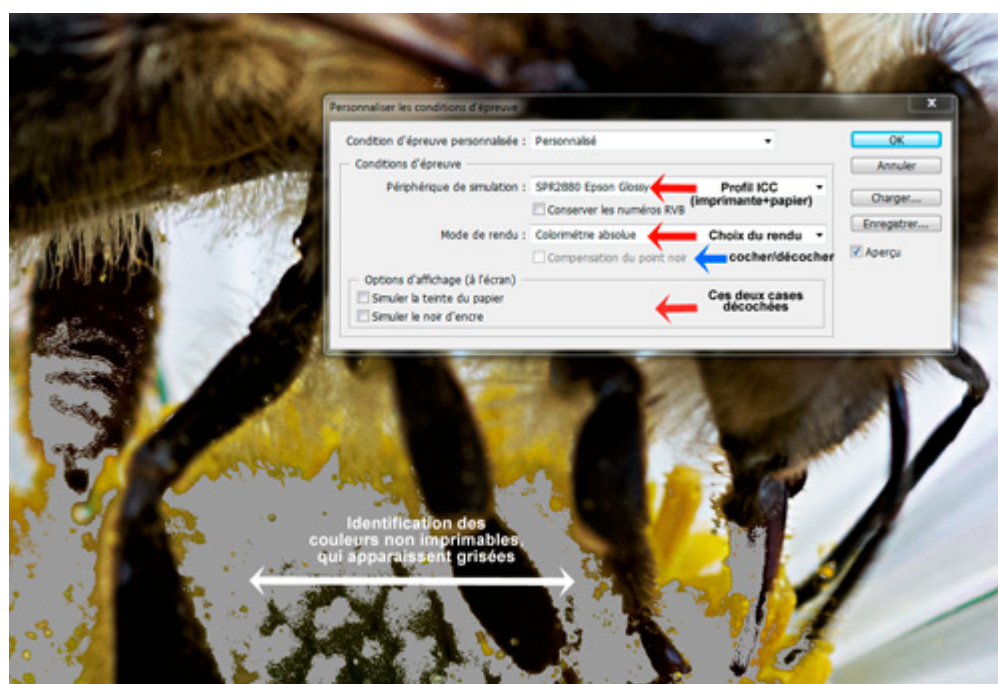 Personnaliser les conditions d'épreuve
x
Condition d'épreuve personnalisée : Personnalisé
OK
Conditions d'épreuve
Annuler
Périphérique de simulation : SPR2880 Epson Glossy
Profil ICC
(imprimante+papier)
Charger...
Conserver les numéros RVB
Enregistrer...
Mode de rendu : Colorimétrie absolue
Choix du rendu
Aperçu
Compensation du point noir
cocher/décocher
Options d'affichage (à l'écran)
Simuler la teinte du papier
Ces deux cases
décochées
Simuler le noir d'encre
Identification des
couleurs non imprimables,
qui apparaissent grisées